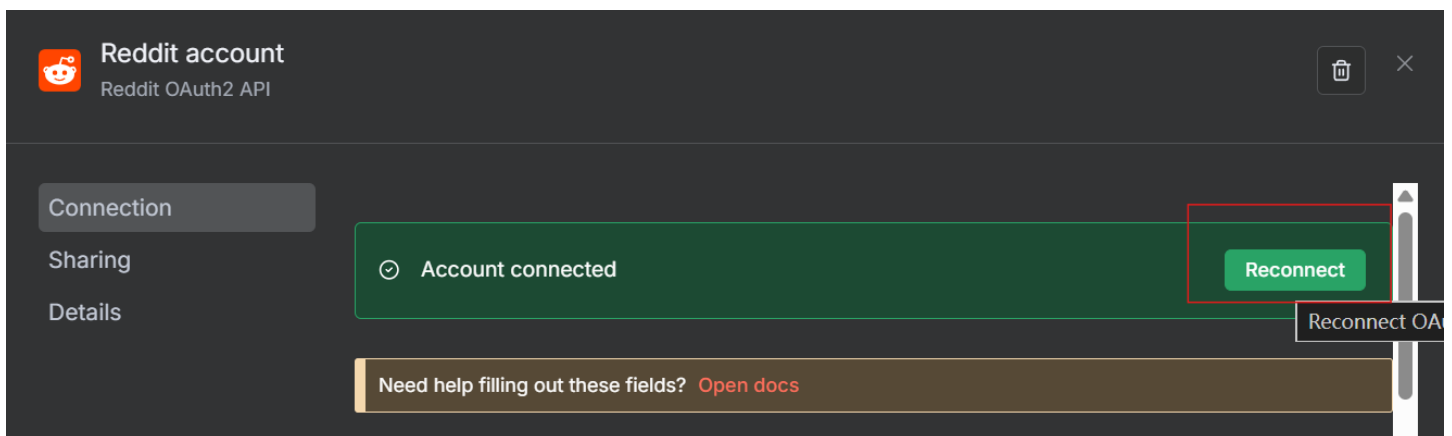 Reddit account
Reddit OAuth2 API
Connection
Sharing
Details
Account connected
Reconnect
Reconnect OAu
Need help filling out these fields? Open docs